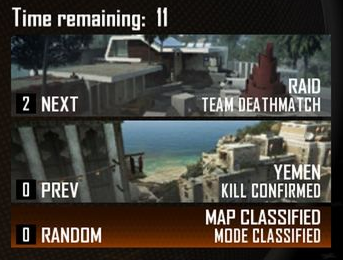 Time remaining: 11
RAID
2 NEXT TEAM DEATHMATCH
YEMEN
0 PREV KILL CONFIRMED
MAP CLASSIFIED
0 RANDOM MODE CLASSIFIED